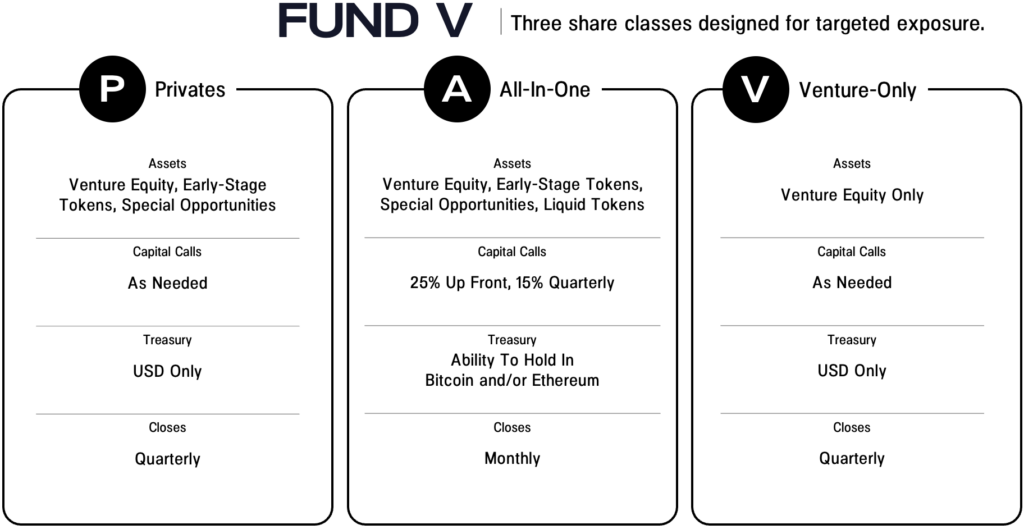 FUND V
Three share classes designed for targeted exposure.
P
Privates
Assets
Venture Equity, Early-Stage
Tokens, Special Opportunities
Capital Calls
As Needed
Treasury
USD Only
Closes
Quarterly
A
All-In-One
Assets
Venture Equity, Early-Stage Tokens,
Special Opportunities, Liquid Tokens
Capital Calls
25% Up Front, 15% Quarterly
Treasury
Ability To Hold In
Bitcoin and/or Ethereum
Closes
Monthly
V
Venture-Only
Assets
Venture Equity Only
Capital Calls
As Needed
Treasury
USD Only
Closes
Quarterly